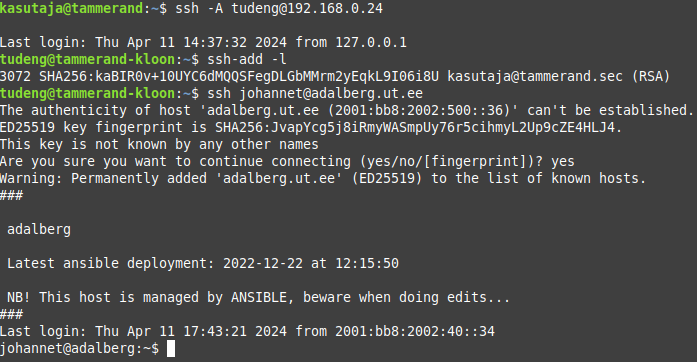 kasutaja@tammerand:~$ ssh -A tudeng@192.168.0.24
Last login: Thu Apr 11 14:37:32 2024 from 127.0.0.1
tudeng@tammerand-kloon:~$ ssh-add -l
3072 SHA256:kaBIR0v+10UYC6dMQQSFegDLGbMMrm2yEqkL9I06i8U kasutaja@tammerand.sec (RSA)
tudeng@tammerand-kloon:~$ ssh johannet@adalberg.ut.ee
The authenticity of host 'adalberg.ut.ee (2001:bb8:2002:500::36)' can't be established.
ED25519 key fingerprint is SHA256:JvapYcg5j8iRmyWASmpUy76r5cihmyL2Up9cZE4HLJ4.
This key is not known by any other names
Are you sure you want to continue connecting (yes/no/[fingerprint])? yes
Warning: Permanently added 'adalberg.ut.ee' (ED25519) to the list of known hosts.
###
adalberg
Latest ansible deployment: 2022-12-22 at 12:15:50
NB! This host is managed by ANSIBLE, beware when doing edits...
###
Last login: Thu Apr 11 17:43:21 2024 from 2001:bb8:2002:40::34
johannet@adalberg:~$